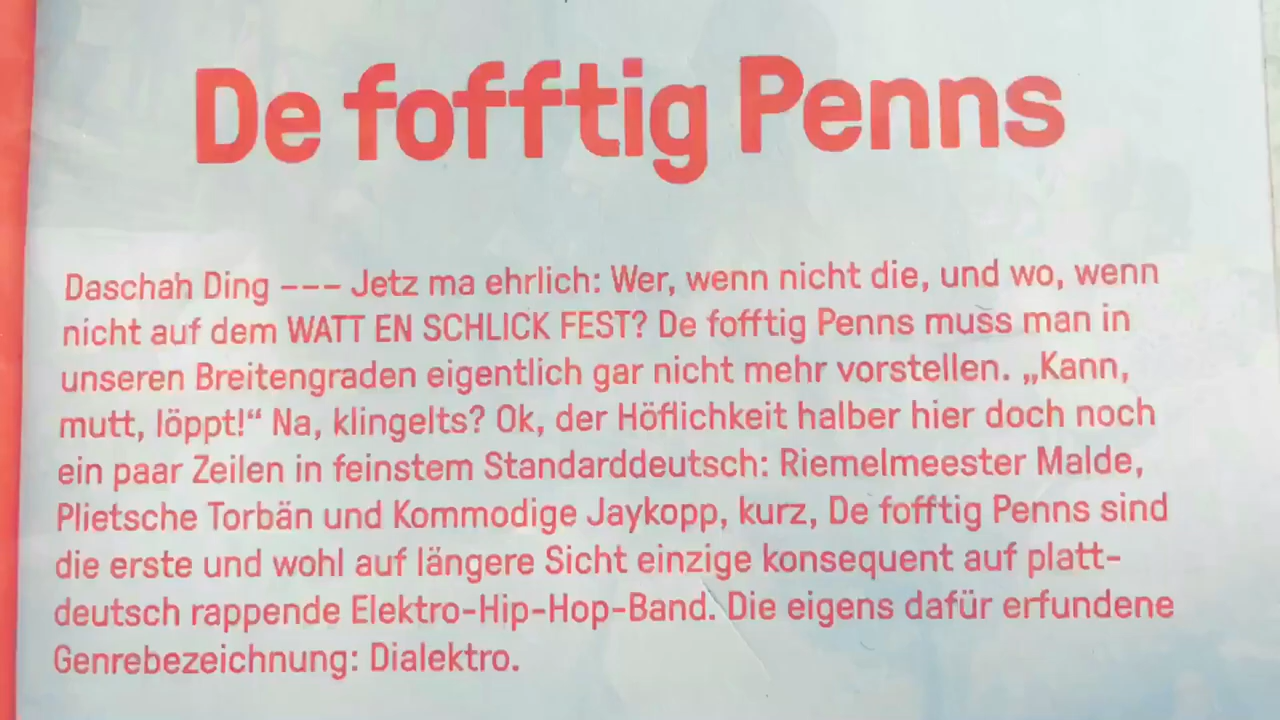 De fofftig Penns
Daschah Ding --- Jetz ma ehrlich: Wer, wenn nicht die, und wo, wenn
nicht auf dem WATT EN SCHLICK FEST? De fofftig Penns muss man in
unseren Breitengraden eigentlich gar nicht mehr vorstellen. „Kann,
mutt, löppt!“ Na, klingelts? Ok, der Höflichkeit halber hier doch noch
ein paar Zeilen in feinstem Standarddeutsch: Riemelmeester Malde,
Plietsche Torbän und Kommodige Jaykopp, kurz, De fofftig Penns sind
die erste und wohl auf längere Sicht einzige konsequent auf platt-
deutsch rappende Elektro-Hip-Hop-Band. Die eigens dafür erfundene
Genrebezeichnung: Dialektro.